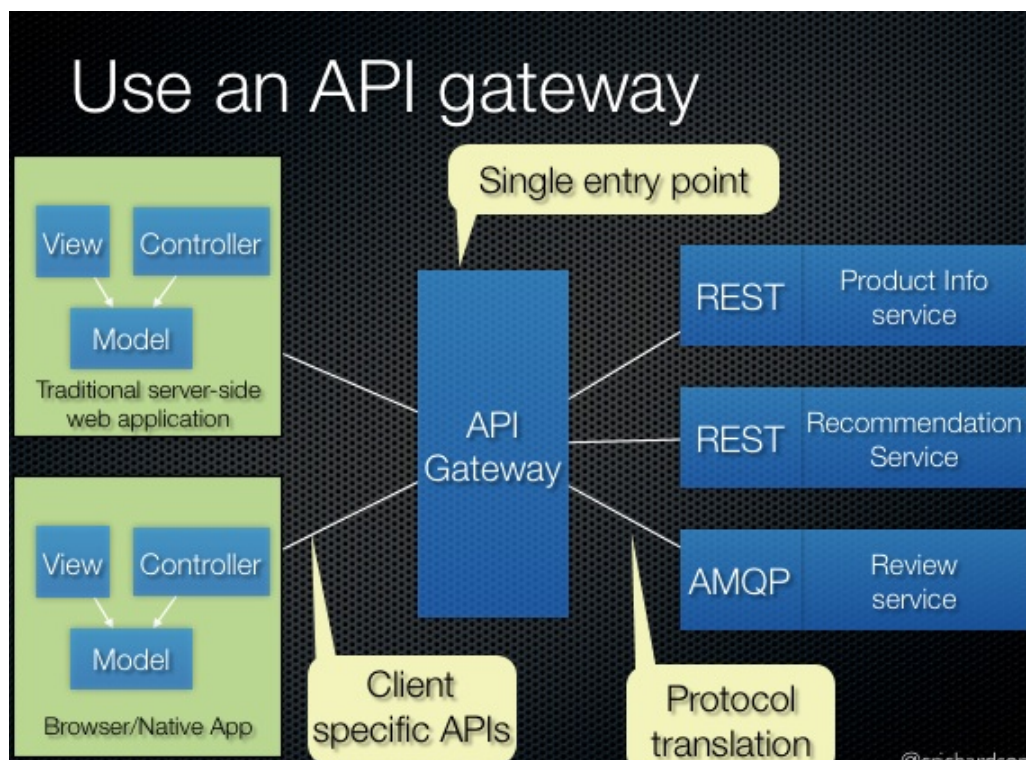 Use an API gateway
Single entry point
View
Controller
Model
Traditional server-side
web application
View
Controller
Model
Browser/Native App
API
Gateway
Client
specific APIs
Protocol
translation
REST
Product Info
service
REST
Recommendation
Service
AMQP
Review
service